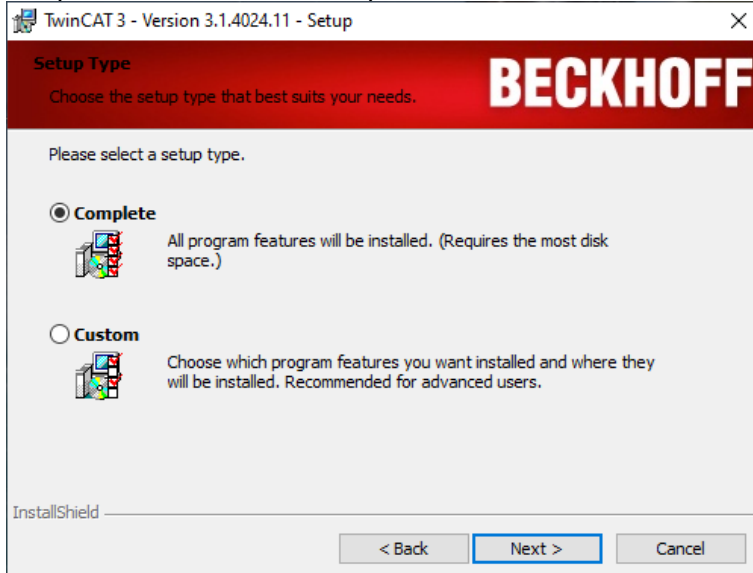 TwinCAT 3 - Version 3.1.4024.11 - Setup
Setup Type
Choose the setup type that best suits your needs.
BECKHOFF
Please select a setup type.
Complete
All program features will be installed. (Requires the most disk
space.)
Custom
Choose which program features you want installed and where they
will be installed. Recommended for advanced users.
InstallShield
< Back
Next >
Cancel